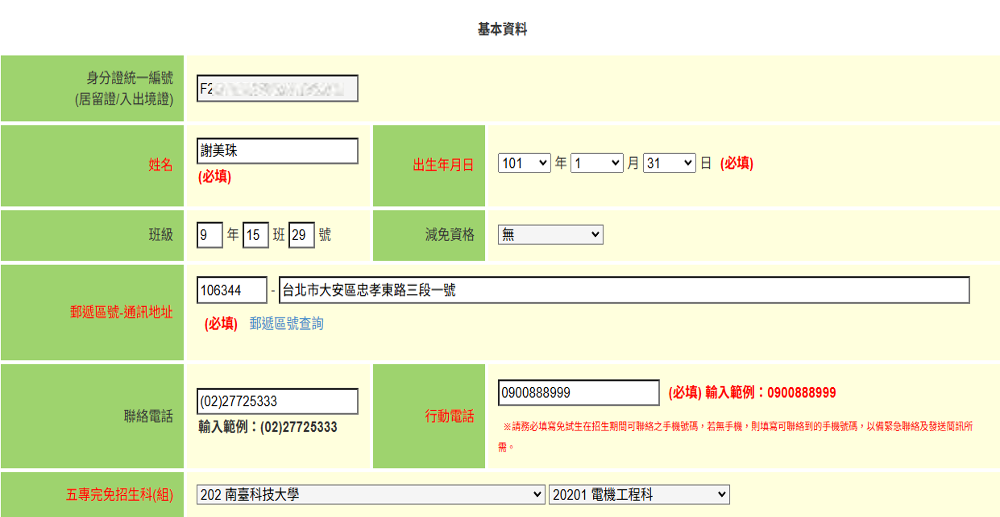 基本資料
身分證統一編號
(居留證/入出境證)
F2
姓名
謝美珠
(必填)
出生年月日
101 年 1 月 31 日 (必填)
班級
9 年 15 班 29 號
減免資格
無
郵遞區號-通訊地址
106344 - 台北市大安區忠孝東路三段一號
(必填) 郵遞區號查詢
聯絡電話
(02)27725333
輸入範例：(02)27725333
行動電話
0900888999 (必填) 輸入範例：0900888999
※請務必填寫免試生在招生期間可聯絡之手機號碼，若無手機，則填寫可聯絡到的手機號碼，以備緊急聯絡及發送簡訊所
需。
五專完免招生科(組)
202 南臺科技大學 20201 電機工程科